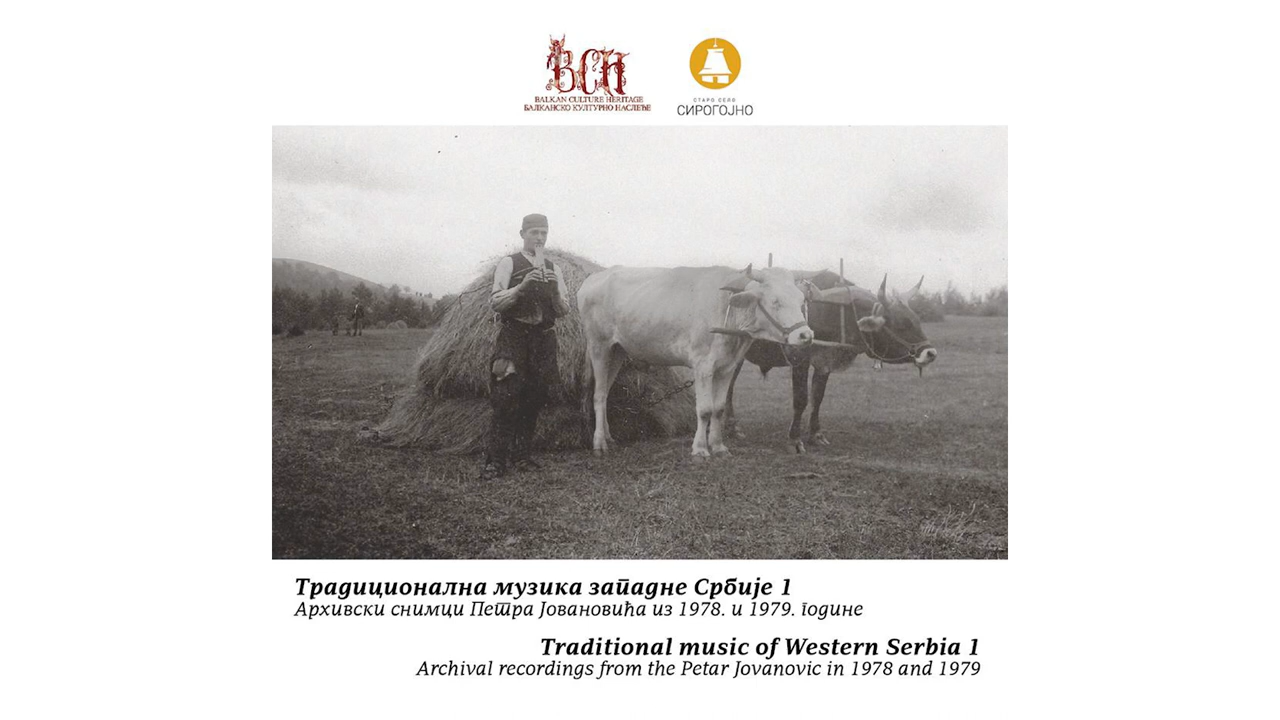 BCH
BALKAN CULTURE HERITAGE
БАЛКАНСКО КУЛТУРНО НАСЛЕЂЕ
СТАРО СЕЛО
СИРОГОЈНО
Традиционална музика западне Србије 1
Архивски снимци Петра Јовановића из 1978. и 1979. године
Traditional music of Western Serbia 1
Archival recordings from the Petar Jovanovic in 1978 and 1979